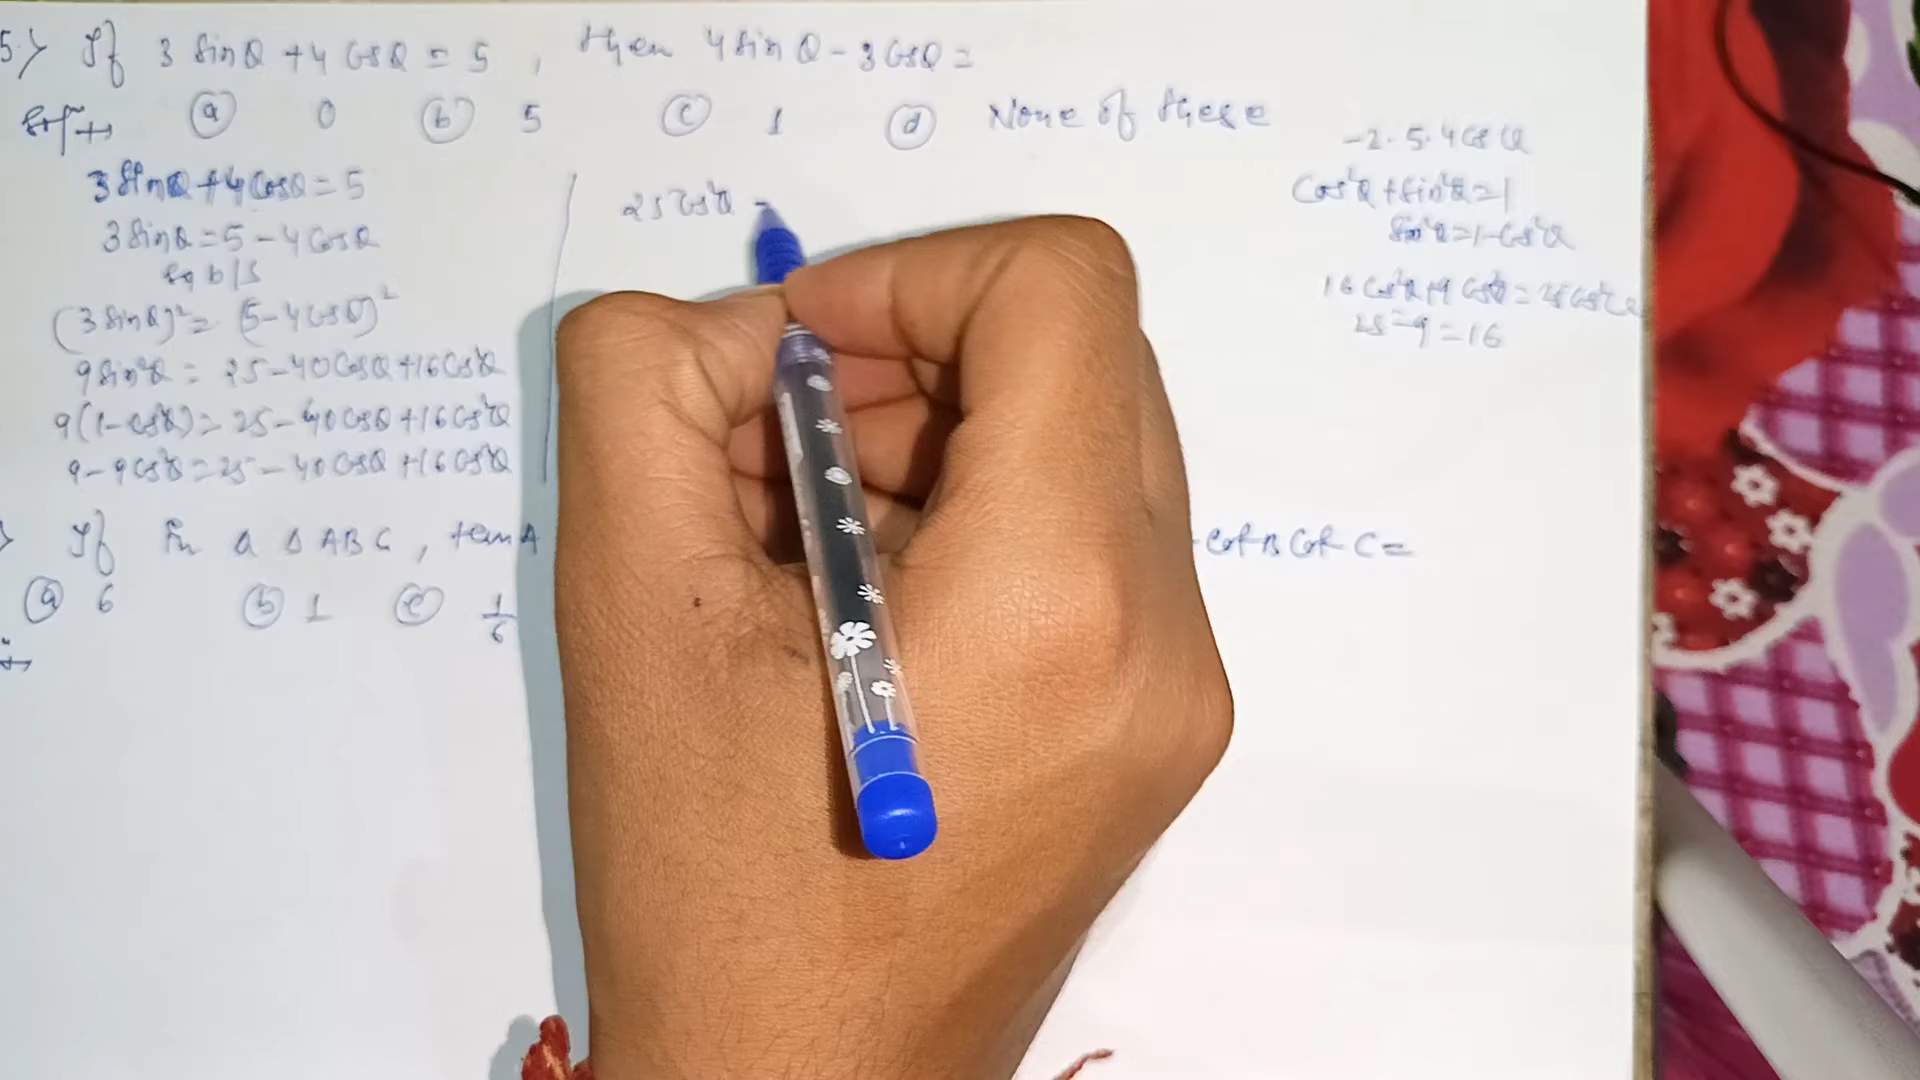 5.> If 3 sinθ + 4 cosθ = 5 , then 4 sin θ - 3 cosθ =
ⓐ 0 ⓑ 5 ⓒ 1 ⓓ None of these
3 sinθ + 4 cosθ = 5
3 sinθ = 5 - 4 cosθ
sq b/s
(3 sinθ)² = (5 - 4 cosθ)²
9 sin²θ = 25 - 40 cosθ + 16 cos²θ
9(1 - cos²θ) = 25 - 40 cosθ + 16 cos²θ
9 - 9 cos²θ = 25 - 40 cosθ + 16 cos²θ
25 cos²θ -
-2·5·4 cosθ
cos²θ + sin²θ = 1
sin²θ = 1 - cos²θ
16 cos²θ + 9 cos²θ = 25 cos²θ
25 - 9 = 16
If in a Δ ABC , tan A cot B cot C =
ⓐ 6 ⓑ 1 ⓒ 1/6